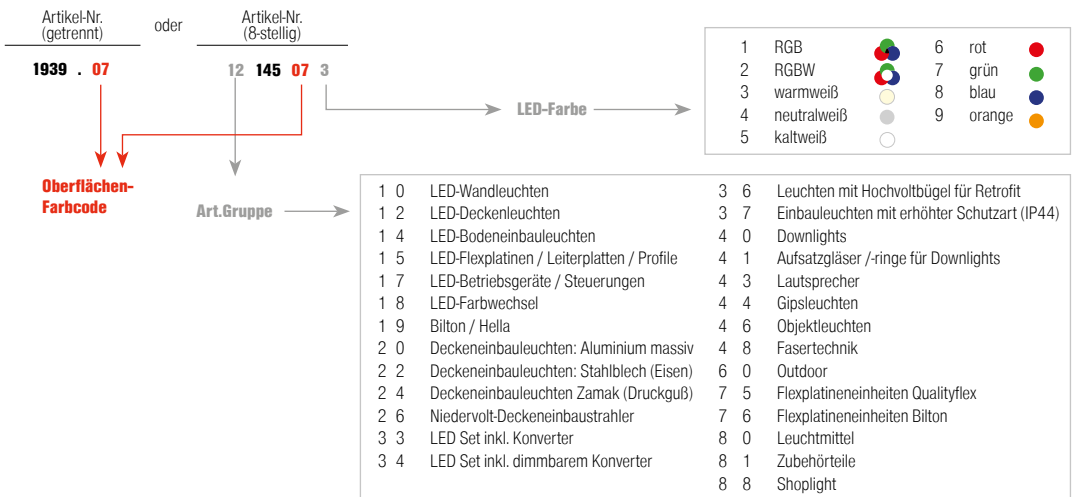 Artikel-Nr.
(getrennt)
oder
Artikel-Nr.
(8-stellig)
1939 . 07
12 145 07 3
LED-Farbe
1 RGB
2 RGBW
3 warmweiß
4 neutralweiß
5 kaltweiß
6 rot
7 grün
8 blau
9 orange
Oberflächen-
Farbcode
Art.Gruppe
1 0 LED-Wandleuchten
1 2 LED-Deckenleuchten
1 4 LED-Bodeneinbauleuchten
1 5 LED-Flexplatinen / Leiterplatten / Profile
1 7 LED-Betriebsgeräte / Steuerungen
1 8 LED-Farbwechsel
1 9 Bilton / Hella
2 0 Deckeneinbauleuchten: Aluminium massiv
2 2 Deckeneinbauleuchten: Stahlblech (Eisen)
2 4 Deckeneinbauleuchten Zamak (Druckguß)
2 6 Niedervolt-Deckeneinbaustrahler
3 3 LED Set inkl. Konverter
3 4 LED Set inkl. dimmbarem Konverter
3 6 Leuchten mit Hochvoltbügel für Retrofit
3 7 Einbauleuchten mit erhöhter Schutzart (IP44)
4 0 Downlights
4 1 Aufsatzgläser /-ringe für Downlights
4 3 Lautsprecher
4 4 Gipsleuchten
4 6 Objektleuchten
4 8 Fasertechnik
6 0 Outdoor
7 5 Flexplatineneinheiten Qualityflex
7 6 Flexplatineneinheiten Bilton
8 0 Leuchtmittel
8 1 Zubehörteile
8 8 Shoplight